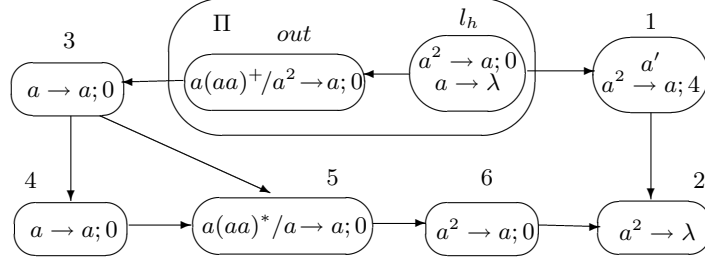 Π
out
l_h
3
a → a; 0
a(aa)^+/a^2 → a; 0
a^2 → a; 0
a → λ
1
a′
a^2 → a; 4
4
a → a; 0
5
a(aa)^*/a → a; 0
6
a^2 → a; 0
2
a^2 → λ